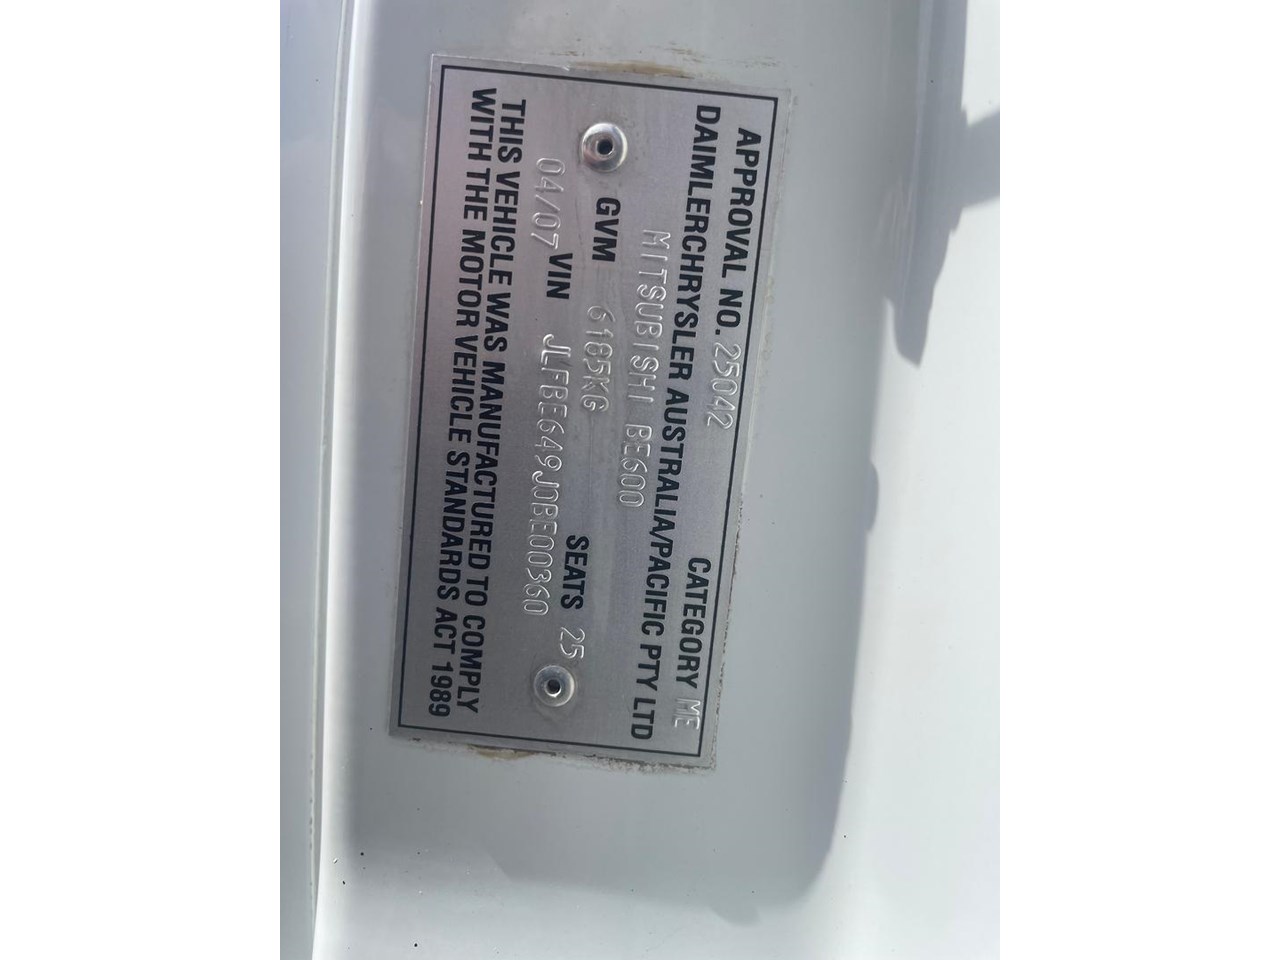 APPROVAL NO. 25042 CATEGORY ME
DAIMLERCHRYSLER AUSTRALIA/PACIFIC PTY LTD
MITSUBISHI BE600
GVM 6185KG SEATS 25
04/07 VIN JLFBE649J0BE00360
THIS VEHICLE WAS MANUFACTURED TO COMPLY
WITH THE MOTOR VEHICLE STANDARDS ACT 1989